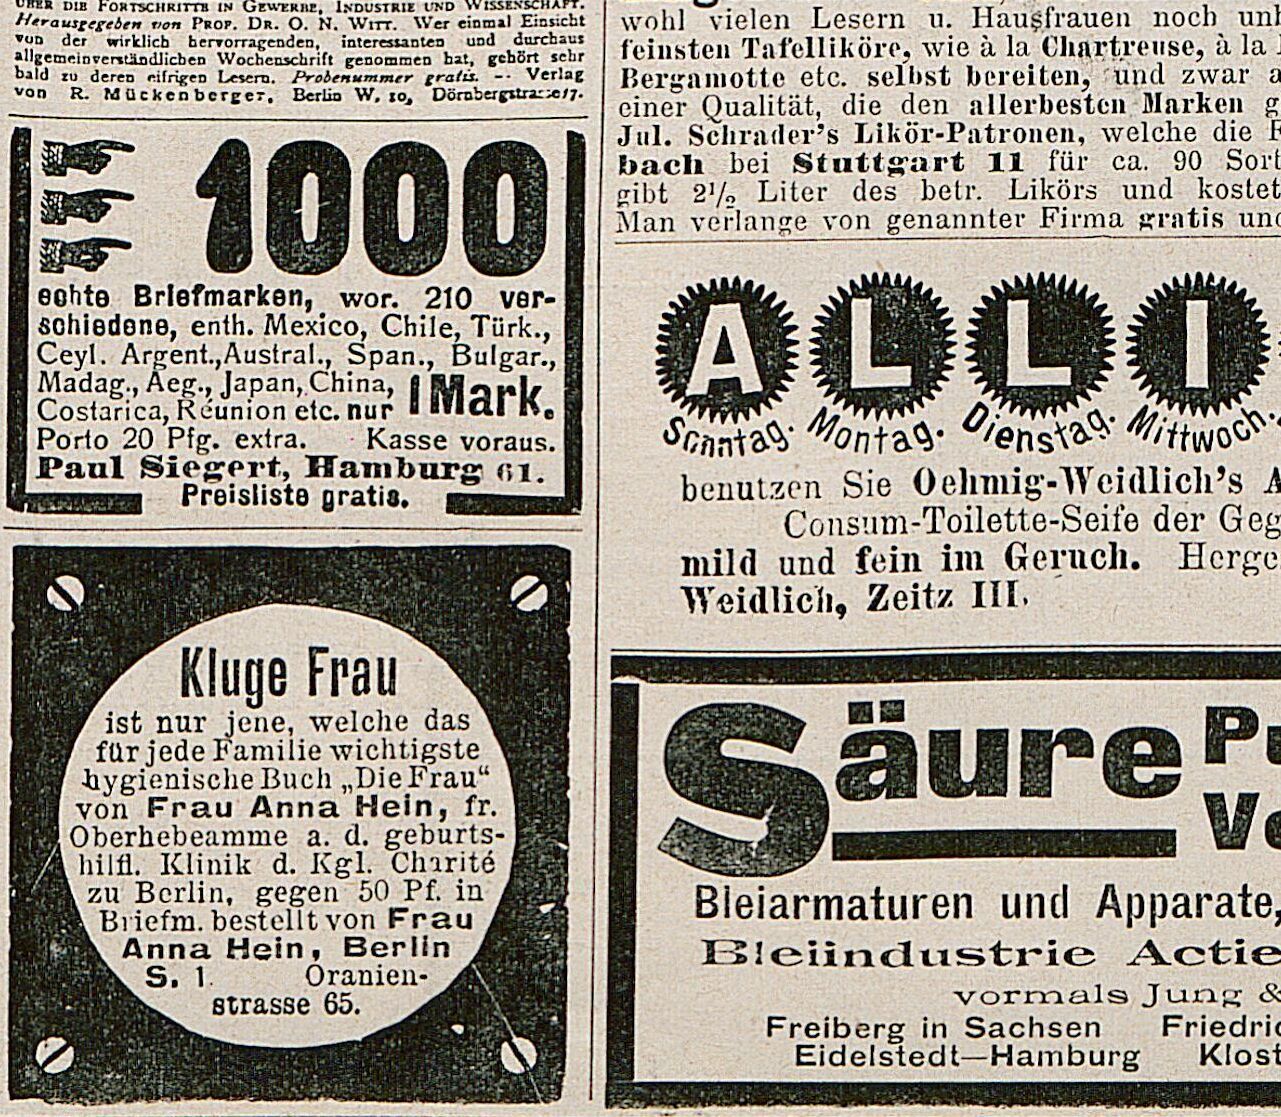 ÜBER DIE FORTSCHRITTE IN GEWERBE, INDUSTRIE UND WISSENSCHAFT.
Herausgegeben von PROF. DR. O. N. WITT. Wer einmal Einsicht
von der wirklich hervorragenden, interessanten und durchaus
allgemeinverständlichen Wochenschrift genommen hat, gehört sehr
bald zu deren eifrigen Lesern. Probenummer gratis. -- Verlag
von R. Mückenberger, Berlin W. 10, Dörnbergstrasse 7.
1000
echte Briefmarken, wor. 210 ver-
schiedene, enth. Mexico, Chile, Türk.,
Ceyl. Argent., Austral., Span., Bulgar.,
Madag., Aeg., Japan, China,
Costarica, Réunion etc. nur 1 Mark.
Porto 20 Pfg. extra. Kasse voraus.
Paul Siegert, Hamburg 61.
Preisliste gratis.
Kluge Frau
ist nur jene, welche das
für jede Familie wichtigste
hygienische Buch „Die Frau“
von Frau Anna Hein, fr.
Oberhebeamme a. d. geburts-
hilfl. Klinik d. Kgl. Charité
zu Berlin, gegen 50 Pf. in
Briefm. bestellt von Frau
Anna Hein, Berlin
S. 1. Oranien-
strasse 65.
wohl vielen Lesern u. Hausfrauen noch
feinsten Tafelliköre, wie à la Chartreuse, à la
Bergamotte etc. selbst bereiten, und zwar
einer Qualität, die den allerbesten Marken
Jul. Schrader's Likör-Patronen, welche die
bach bei Stuttgart 11 für ca. 90
gibt 2½ Liter des betr. Likörs und kostet
Man verlange von genannter Firma gratis
ALLI
Sonntag. Montag. Dienstag. Mittwoch.
benutzen Sie Oehmig-Weidlich's
Consum-Toilette-Seife der
mild und fein im Geruch.
Weidlich, Zeitz III.
Säure
Bleiarmaturen und Apparate,
Bleiindustrie
vormals Jung &
Freiberg in Sachsen
Eidelstedt—Hamburg